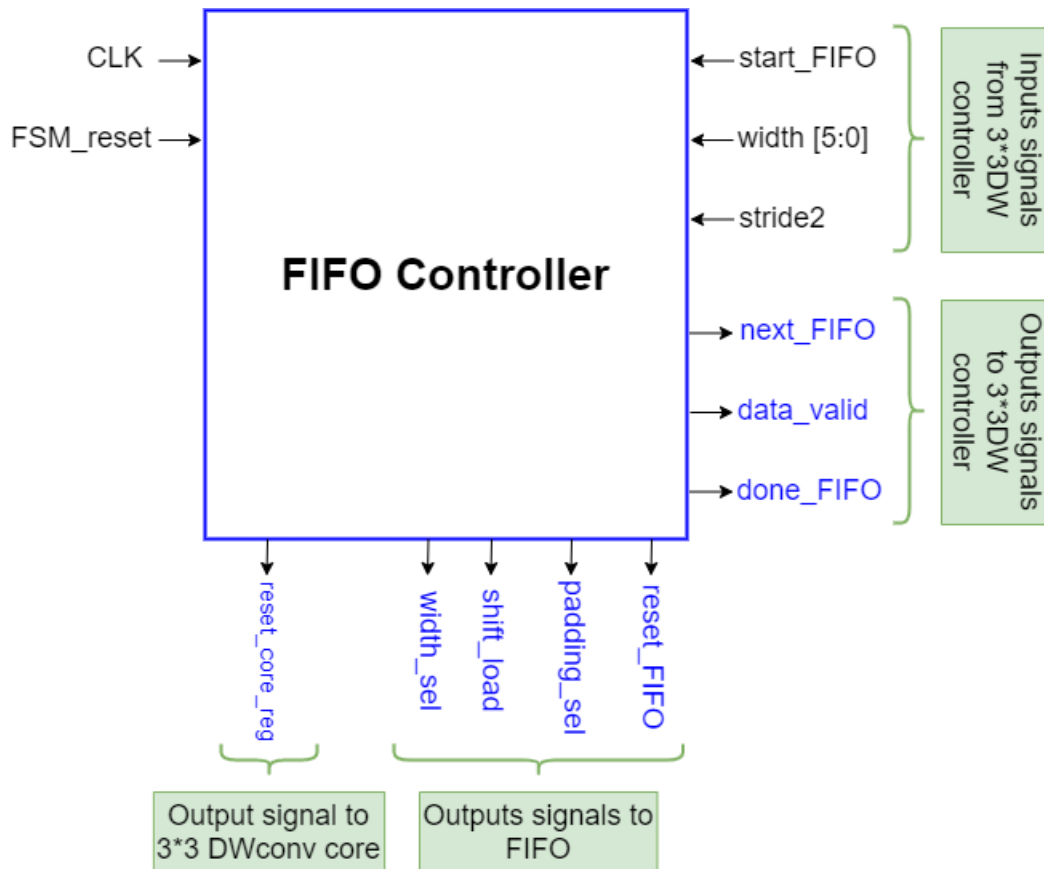 CLK
FSM_reset
FIFO Controller
start_FIFO
width [5:0]
stride2
Inputs signals
from 3*3DW
controller
next_FIFO
data_valid
done_FIFO
Outputs signals
to 3*3DW
controller
reset_core_reg
width_sel
shift_load
padding_sel
reset_FIFO
Output signal to
3*3 DWconv core
Outputs signals to
FIFO